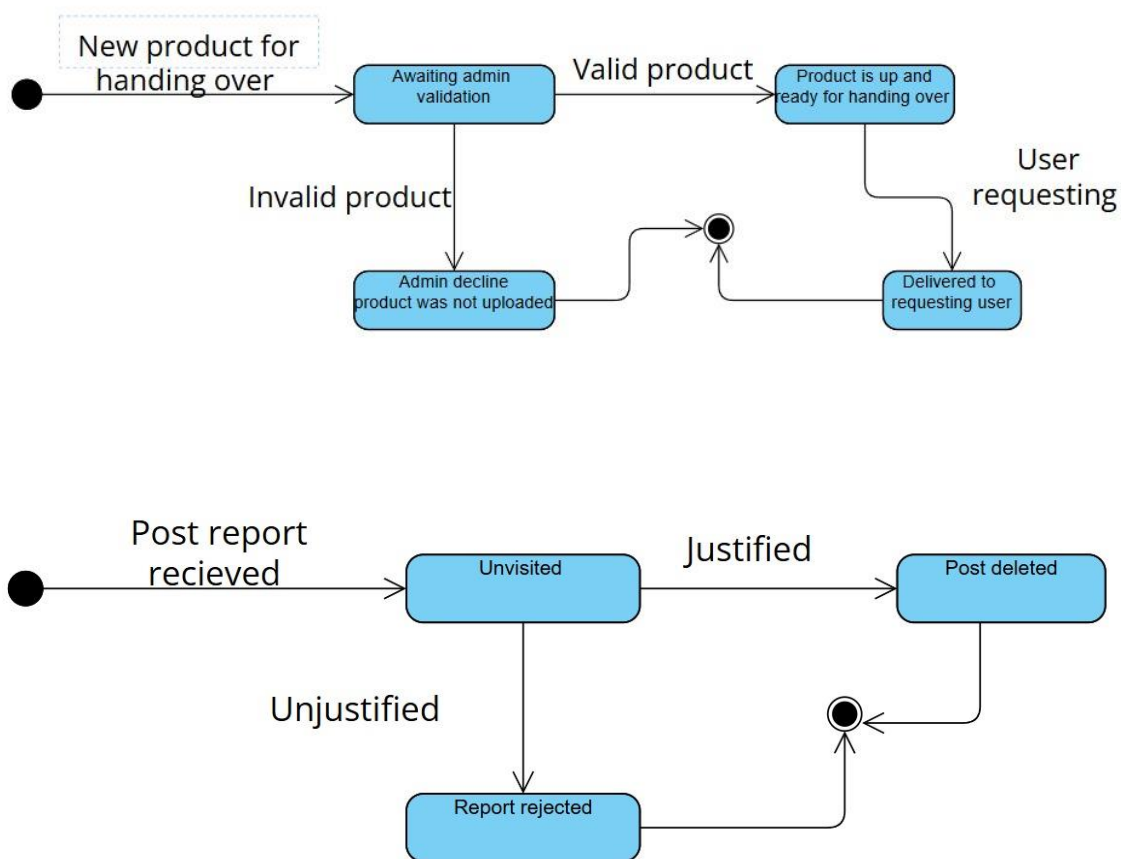 New product for
handing over
Awaiting admin
validation
Valid product
Product is up and
ready for handing over
User
requesting
Invalid product
Admin decline
product was not uploaded
Delivered to
requesting user
Post report
recieved
Unvisited
Justified
Post deleted
Unjustified
Report rejected